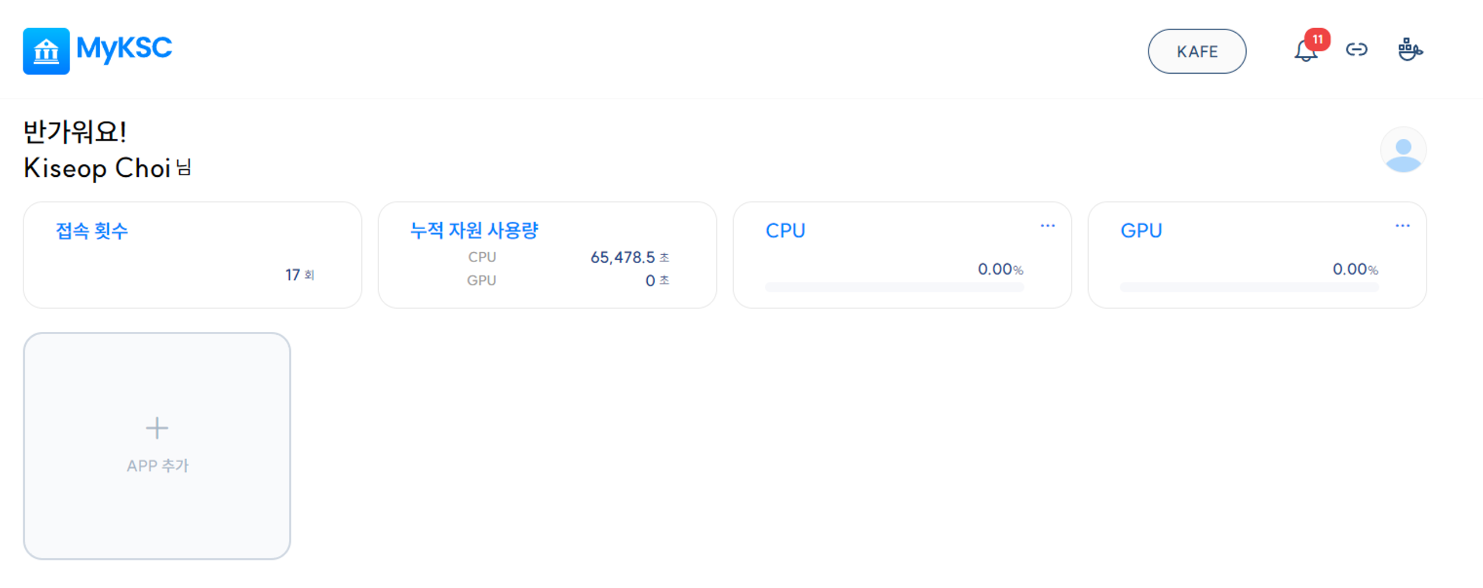 MyKSC
KAFE
11
반가워요!
Kiseop Choi 님
접속 횟수
17 회
누적 자원 사용량
CPU 65,478.5 초
GPU 0 초
CPU
0.00%
GPU
0.00%
APP 추가